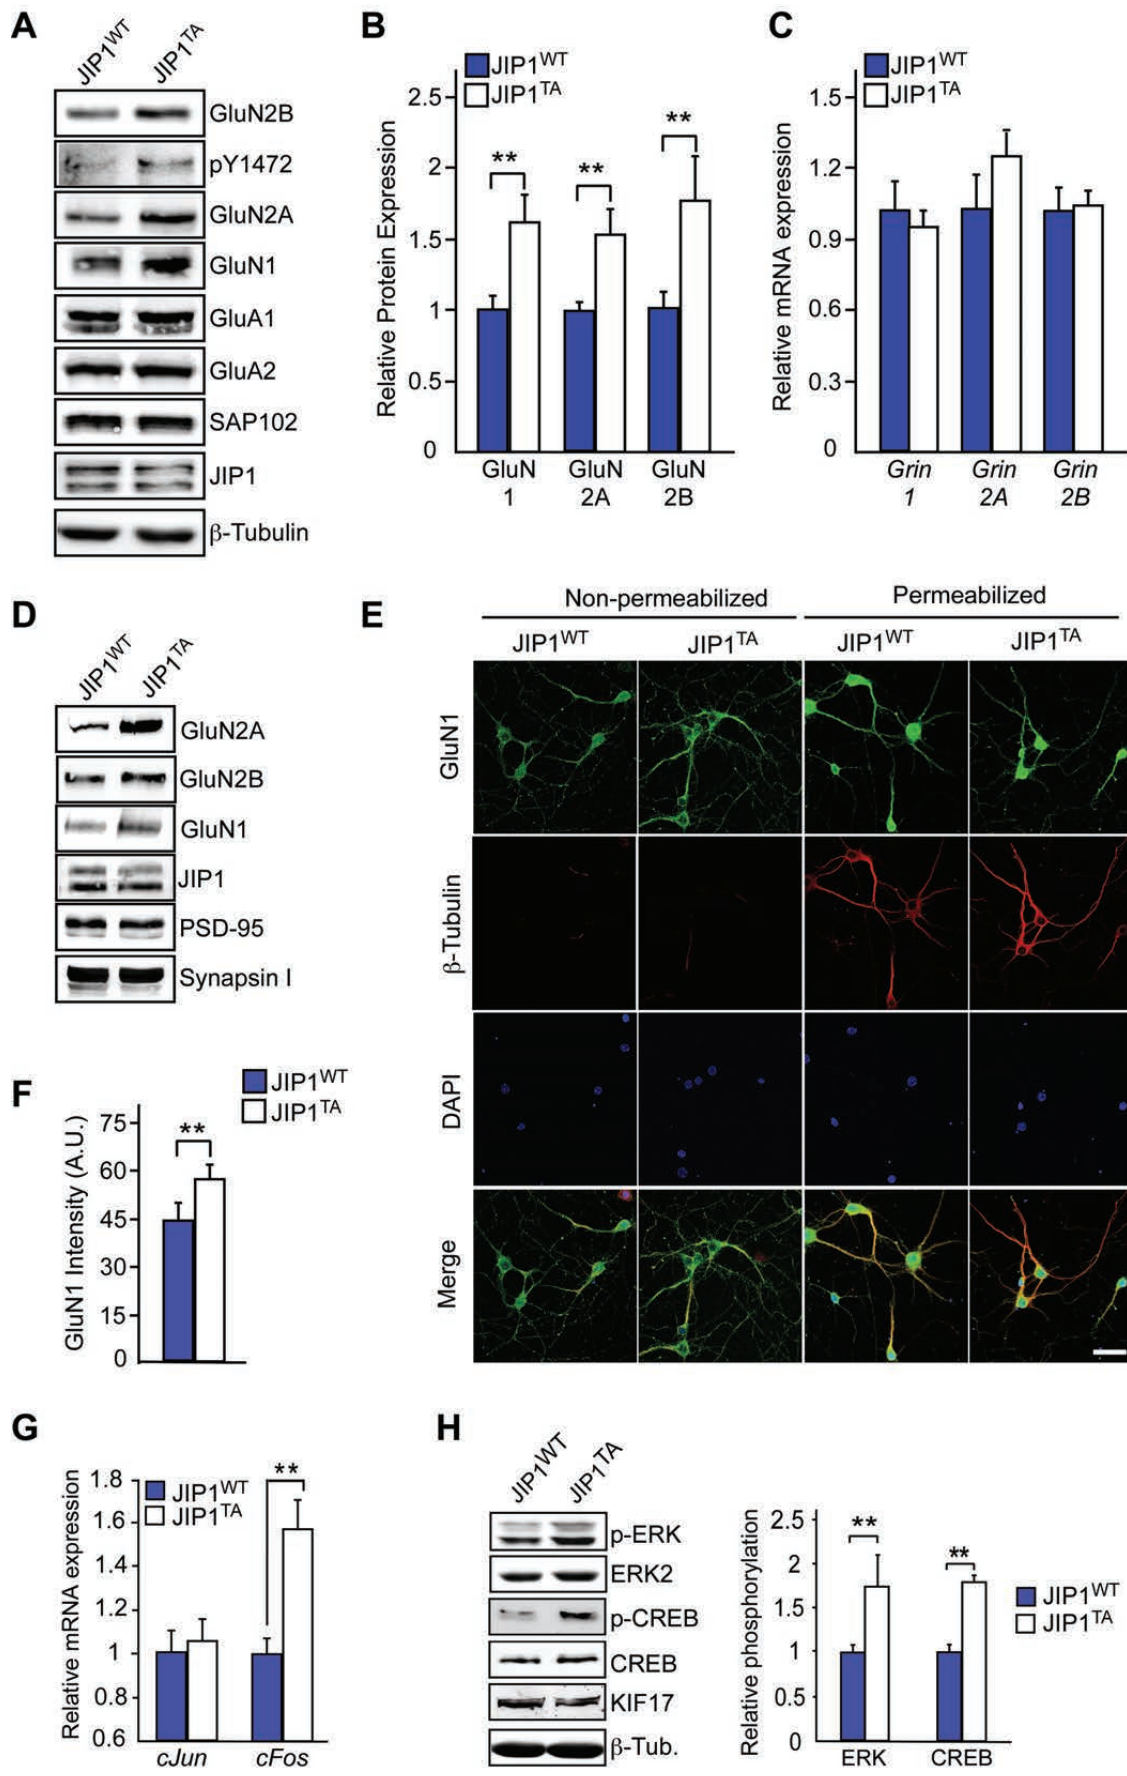 A
JIP1WT JIP1TA
GluN2B
pY1472
GluN2A
GluN1
GluA1
GluA2
SAP102
JIP1
β-Tubulin
B
JIP1WT
JIP1TA
Relative Protein Expression
2.5
2
1.5
1
0.5
0
** ** **
GluN GluN GluN
1 2A 2B
C
JIP1WT
JIP1TA
Relative mRNA expression
1.5
1.2
0.9
0.6
0.3
0
Grin Grin Grin
1 2A 2B
D
JIP1WT JIP1TA
GluN2A
GluN2B
GluN1
JIP1
PSD-95
Synapsin I
E
Non-permeabilized Permeabilized
JIP1WT JIP1TA JIP1WT JIP1TA
GluN1
β-Tubulin
DAPI
Merge
F
JIP1WT
JIP1TA
GluN1 Intensity (A.U.)
75
60
45
30
15
0
**
G
JIP1WT
JIP1TA
Relative mRNA expression
1.8
1.6
1.4
1.2
1
0.8
0.6
**
cJun cFos
H
JIP1WT JIP1TA
p-ERK
ERK2
p-CREB
CREB
KIF17
β-Tub.
Relative phosphorylation
2.5
2
1.5
1
0.5
0
** **
ERK CREB
JIP1WT
JIP1TA